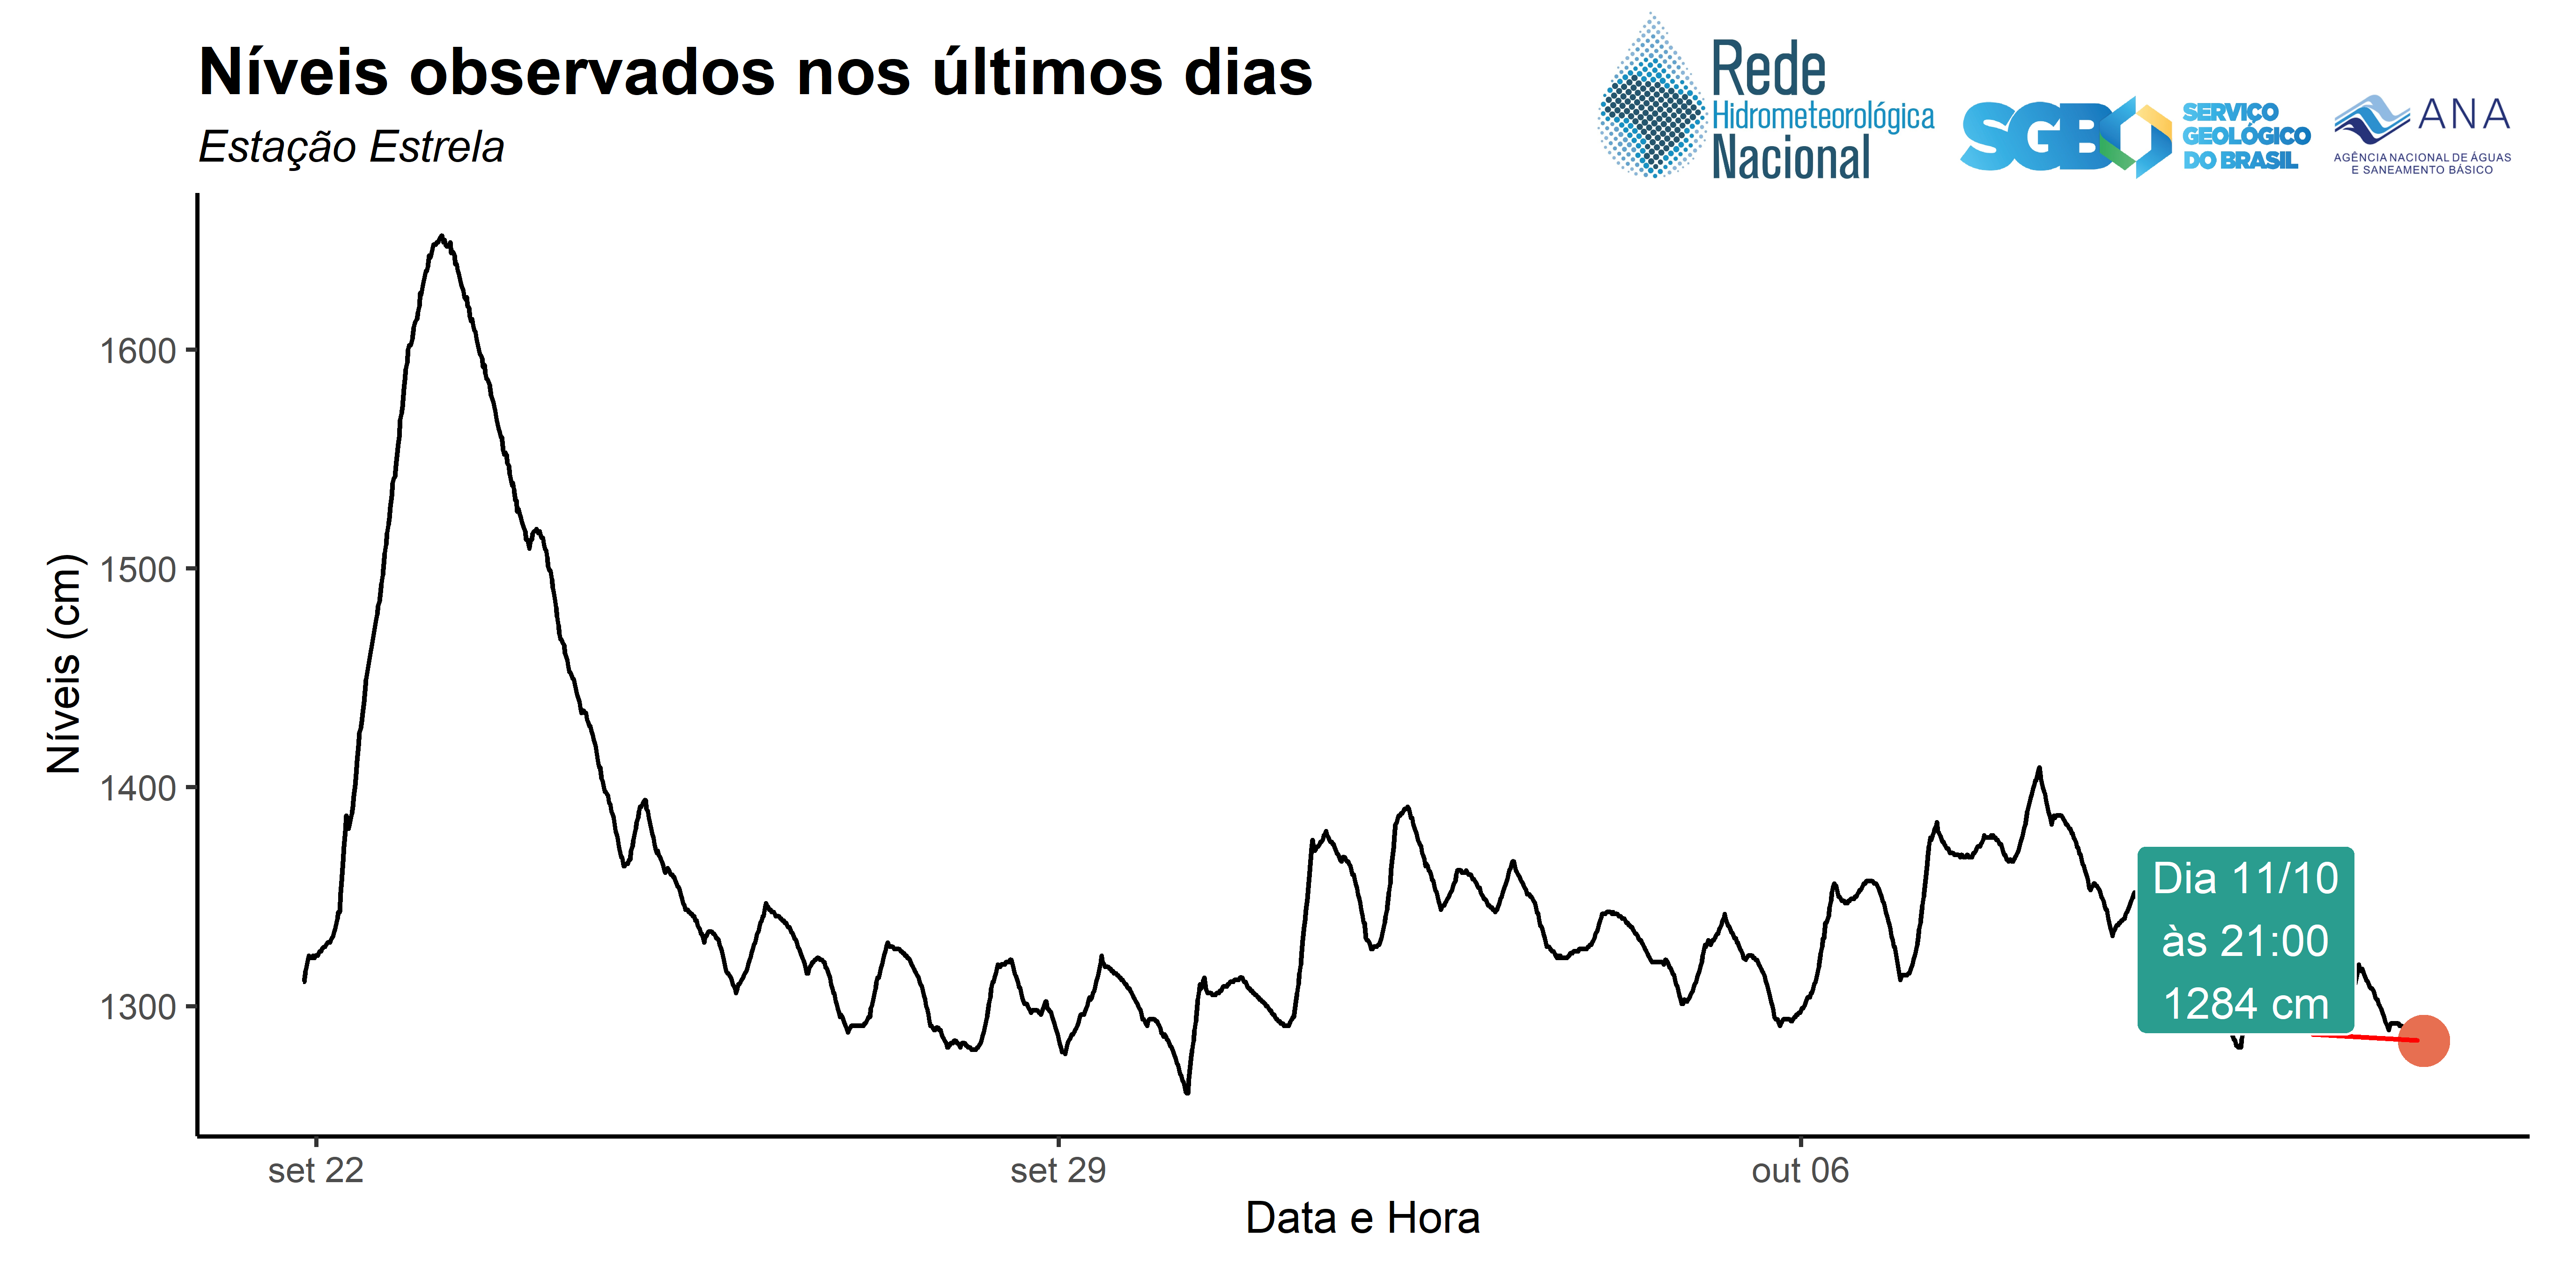 Níveis observados nos últimos dias
Estação Estrela
Rede
Hidrometeorológica
Nacional
SGB
SERVIÇO
GEOLÓGICO
DO BRASIL
ANA
AGÊNCIA NACIONAL DE ÁGUAS
E SANEAMENTO BÁSICO
Níveis (cm)
1600
1500
1400
1300
Dia 11/10
às 21:00
1284 cm
set 22
set 29
out 06
Data e Hora